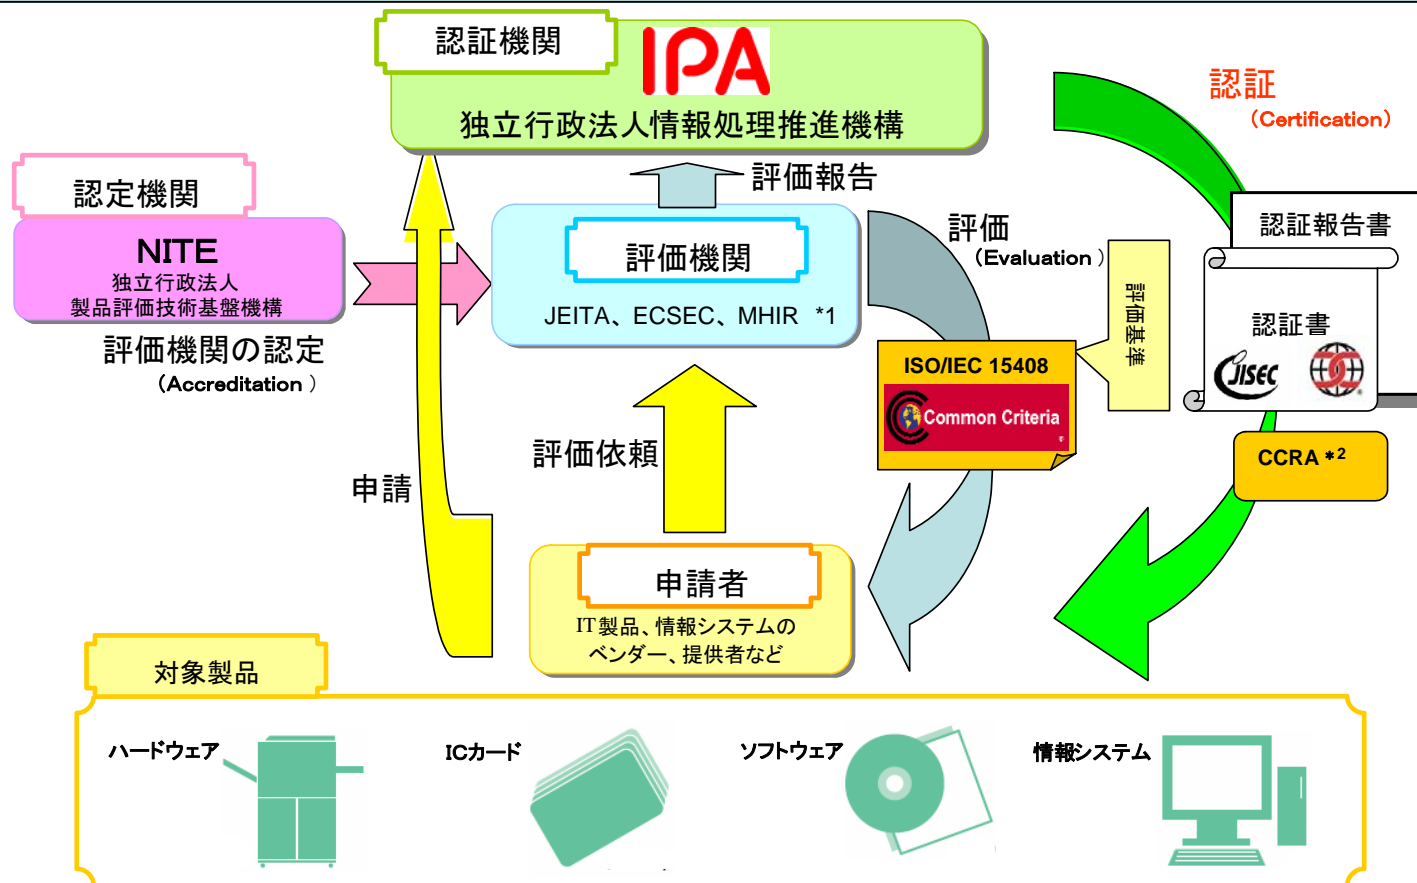 認証機関
IPA
独立行政法人情報処理推進機構
認証
(Certification)
認定機関
NITE
独立行政法人
製品評価技術基盤機構
評価機関の認定
(Accreditation )
評価報告
評価機関
JEITA、ECSEC、MHIR *1
評価
(Evaluation )
評価基準
ISO/IEC 15408
Common Criteria
認証報告書
認証書
JISEC
CCRA *2
申請
評価依頼
申請者
IT製品、情報システムの
ベンダー、提供者など
対象製品
ハードウェア
ICカード
ソフトウェア
情報システム